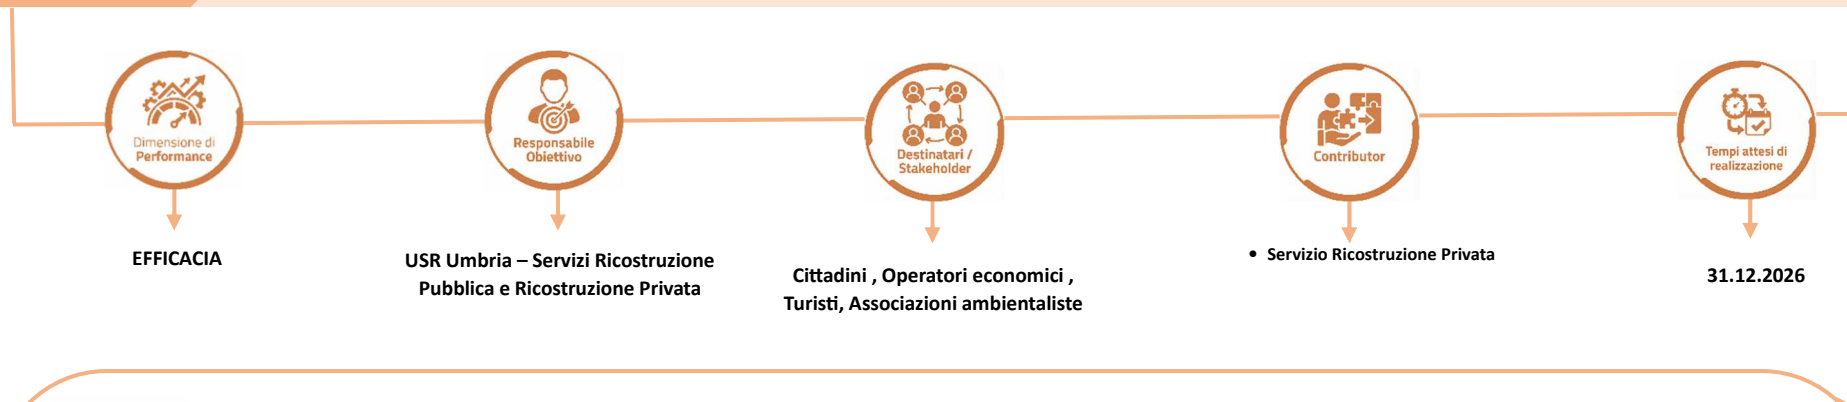 Dimensione di
Performance
EFFICACIA
Responsabile
Obiettivo
USR Umbria – Servizi Ricostruzione
Pubblica e Ricostruzione Privata
Destinatari /
Stakeholder
Cittadini , Operatori economici ,
Turisti, Associazioni ambientaliste
Contributor
• Servizio Ricostruzione Privata
Tempi attesi di
realizzazione
31.12.2026